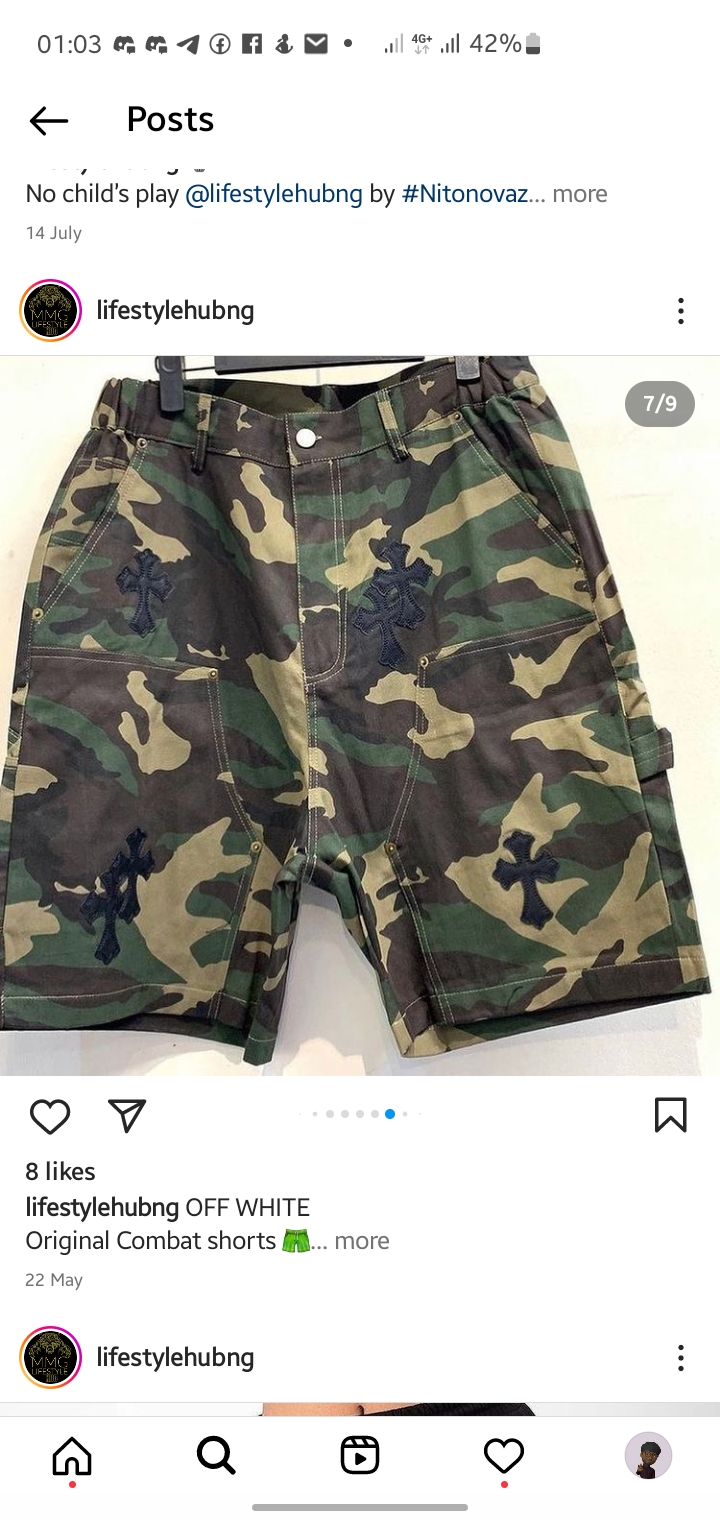 01:03
4G+
42%
Posts
No child's play @lifestylehubng by #Nitonovaz... more
14 July
MMG
LIFESTYLE
lifestylehubng
7/9
8 likes
lifestylehubng OFF WHITE
Original Combat shorts 🩳... more
22 May
MMG
LIFESTYLE
lifestylehubng